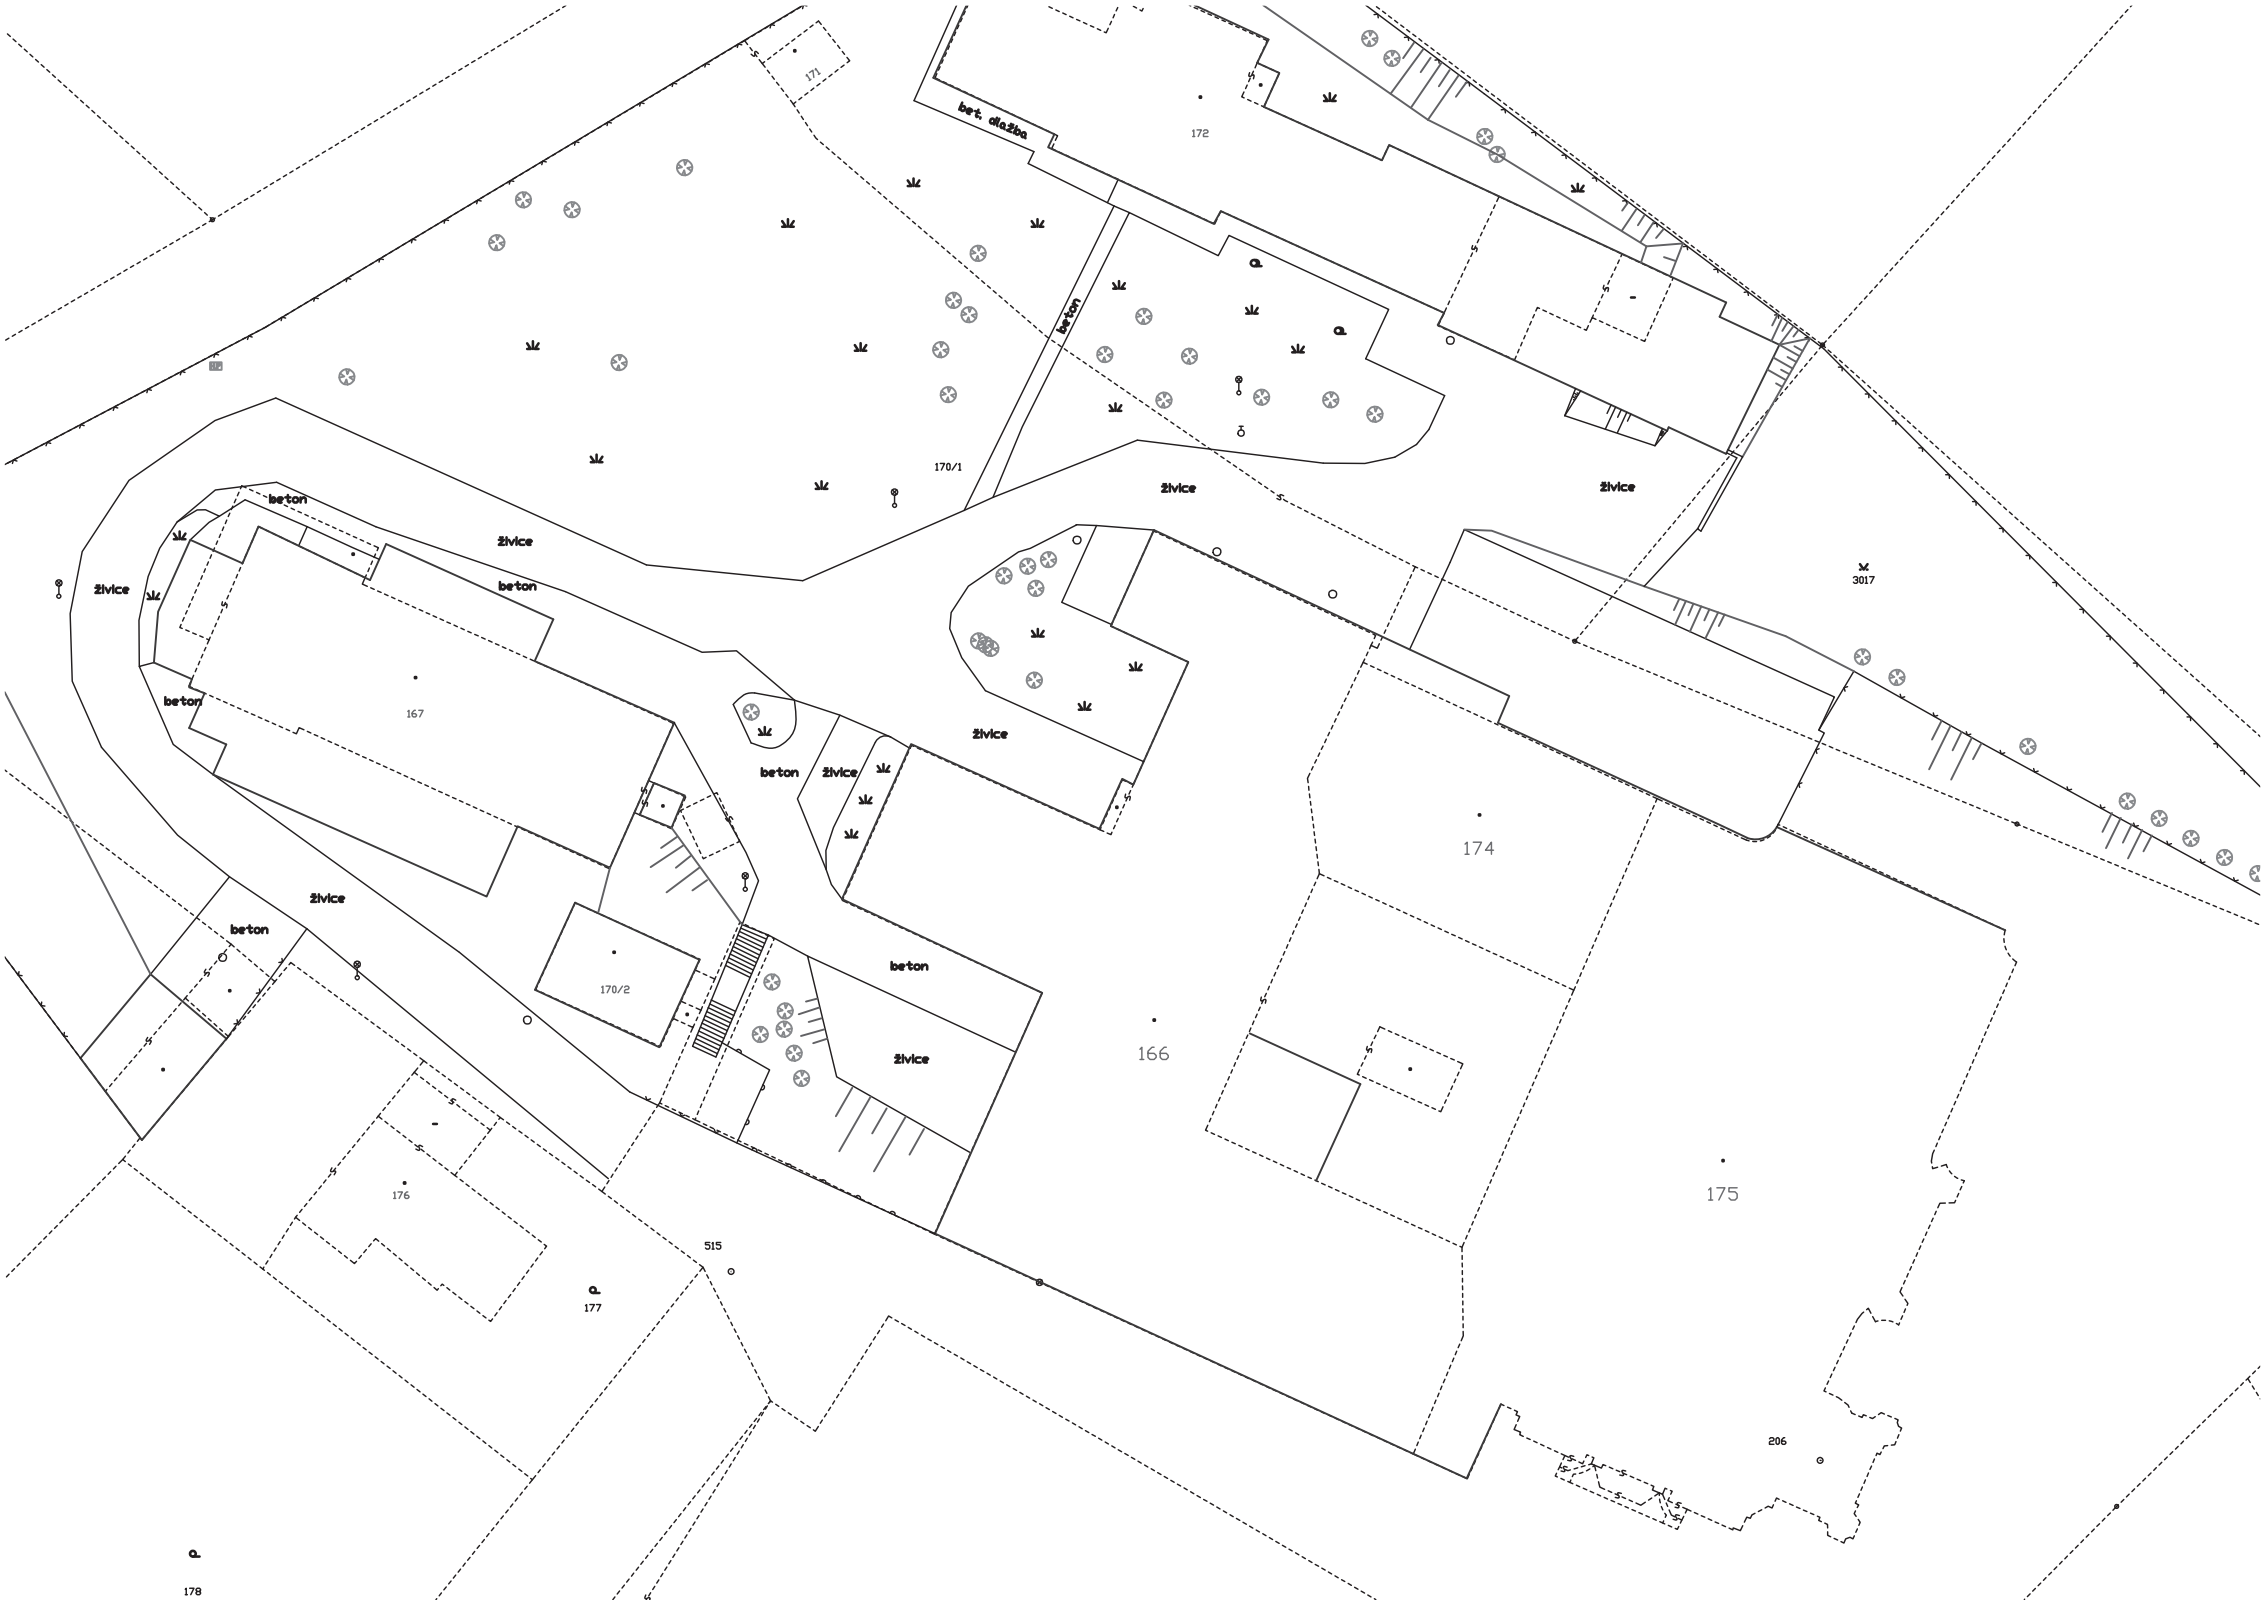 171
bet. dlažba
172
beton
170/1
živice
živice
beton
živice
beton
živice
3017
beton
167
živice
beton
živice
174
živice
beton
beton
170/2
živice
166
176
175
515
177
206
178